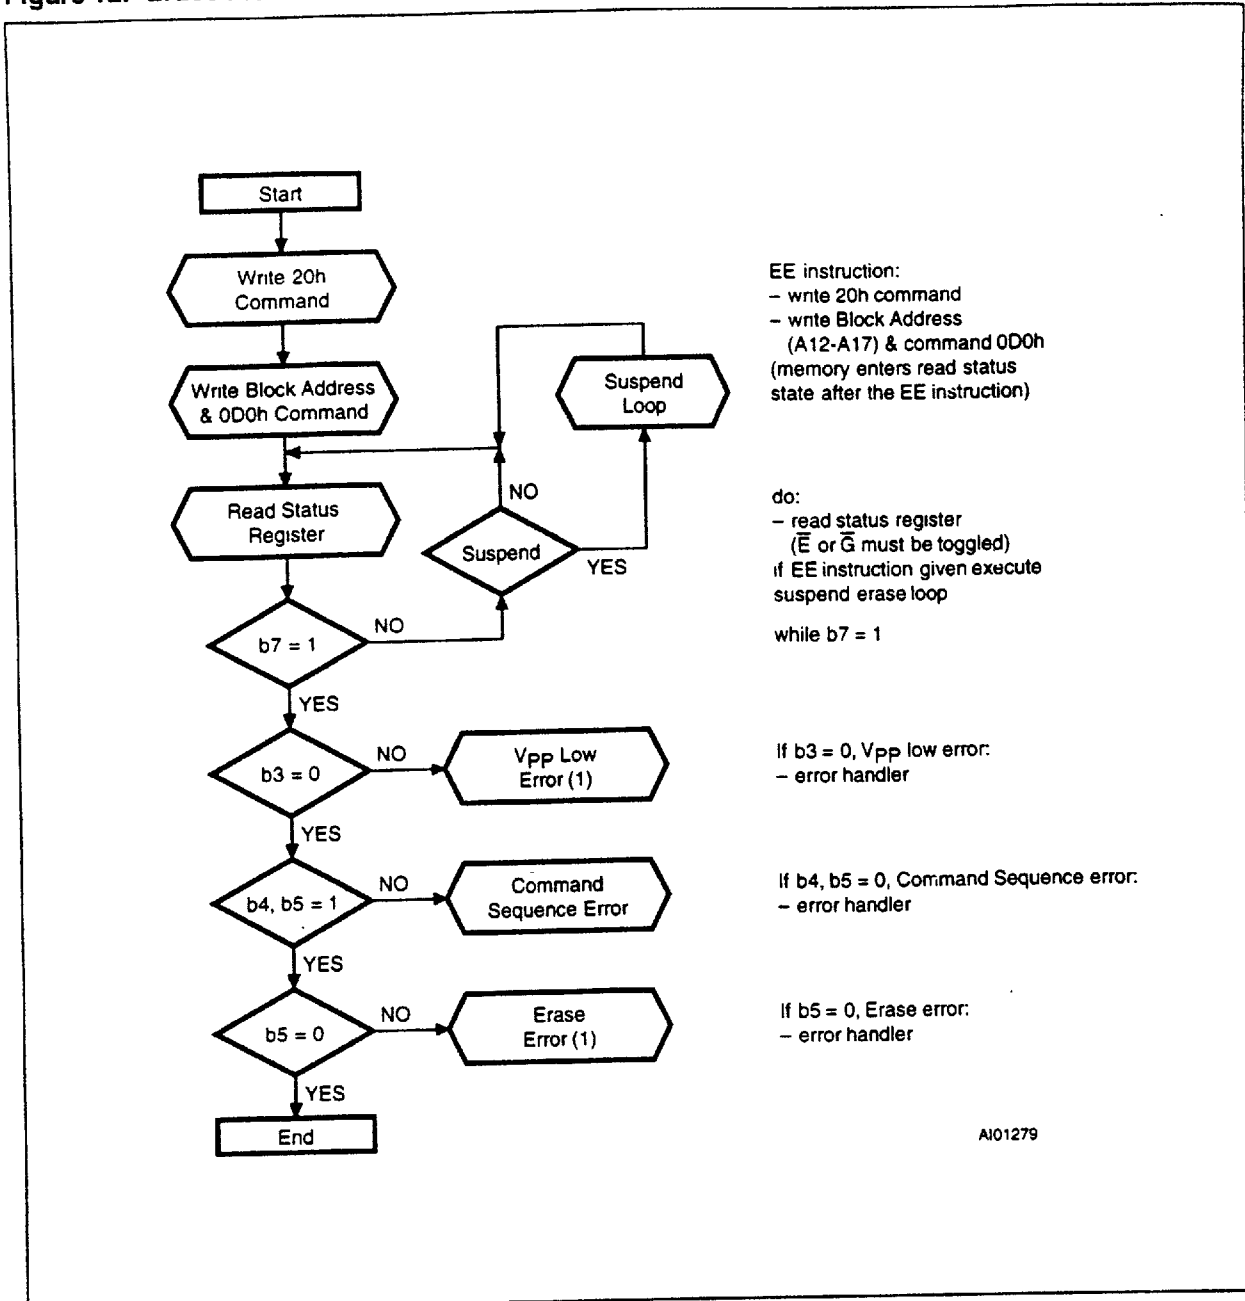 Start
Write 20h
Command
Write Block Address
& 0D0h Command
Read Status
Register
Suspend
Loop
NO
Suspend
YES
b7 = 1
NO
YES
b3 = 0
NO
VPP Low
Error (1)
YES
b4, b5 = 1
NO
Command
Sequence Error
YES
b5 = 0
NO
Erase
Error (1)
YES
End
EE instruction:
– write 20h command
– write Block Address
(A12-A17) & command 0D0h
(memory enters read status
state after the EE instruction)
do:
– read status register
(E̅ or G̅ must be toggled)
if EE instruction given execute
suspend erase loop
while b7 = 1
If b3 = 0, VPP low error:
– error handler
If b4, b5 = 0, Command Sequence error:
– error handler
If b5 = 0, Erase error:
– error handler
AI01279